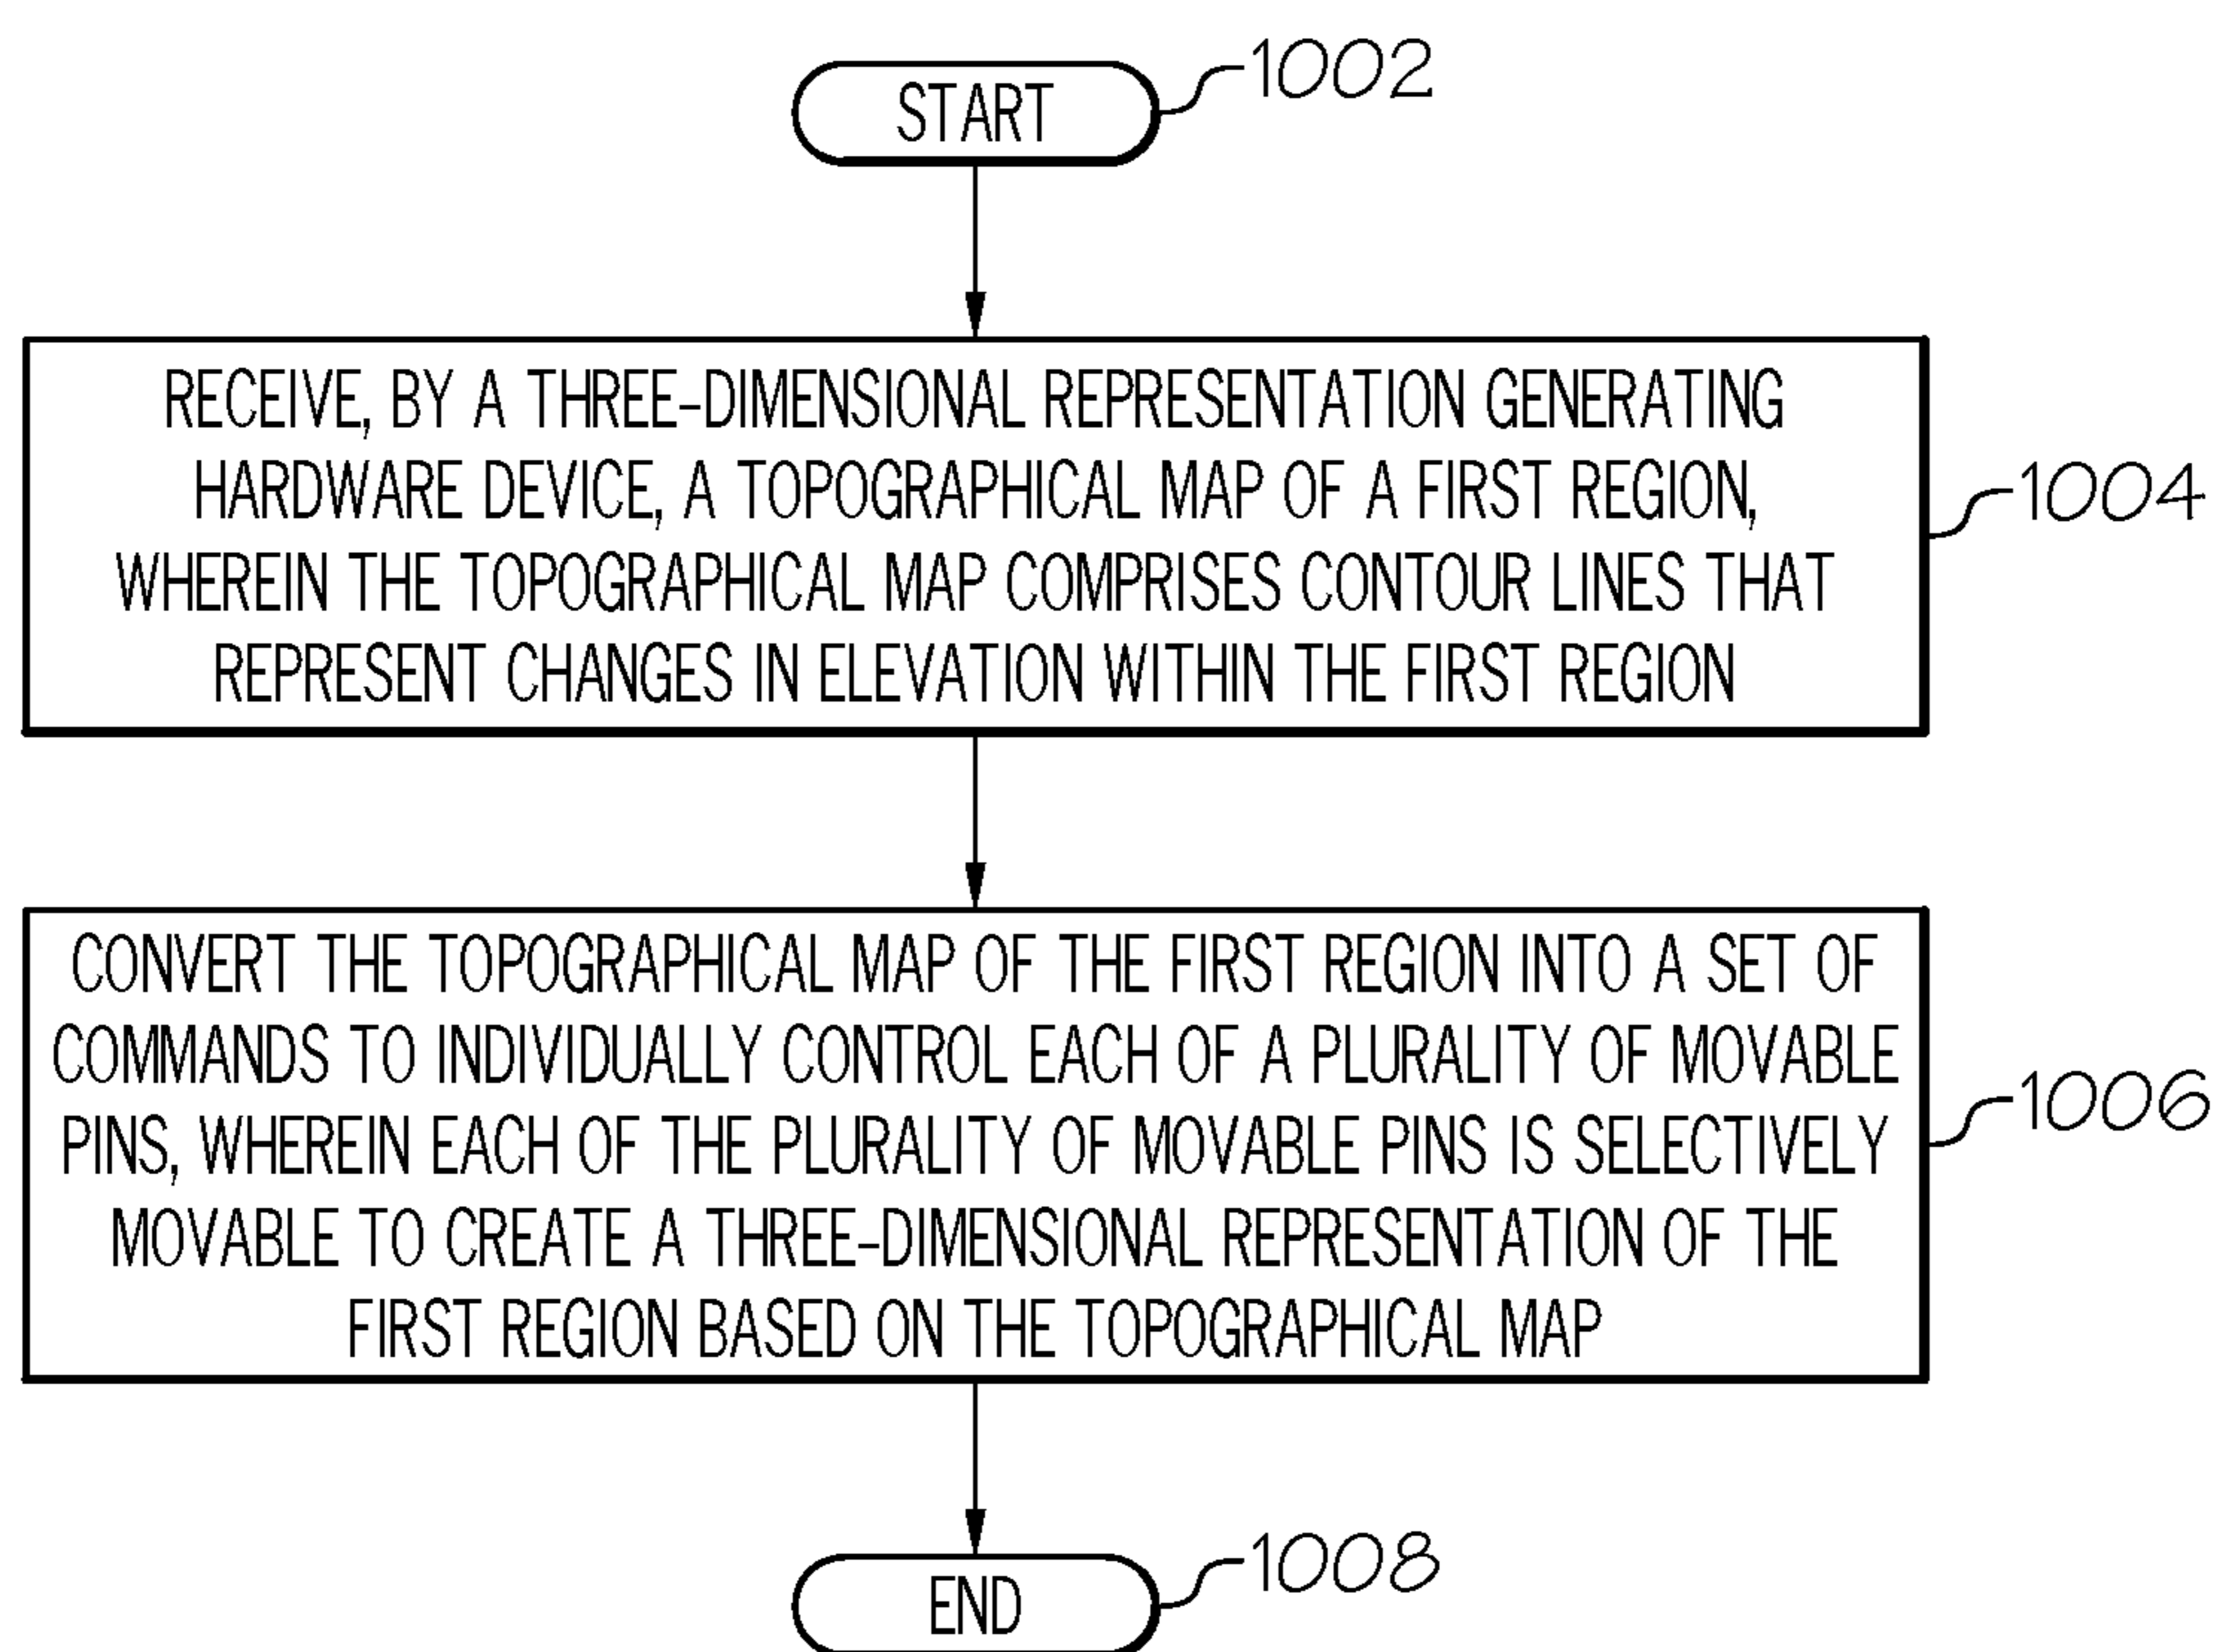 START
1002
RECEIVE, BY A THREE-DIMENSIONAL REPRESENTATION GENERATING
HARDWARE DEVICE, A TOPOGRAPHICAL MAP OF A FIRST REGION,
WHEREIN THE TOPOGRAPHICAL MAP COMPRISES CONTOUR LINES THAT
REPRESENT CHANGES IN ELEVATION WITHIN THE FIRST REGION
1004
CONVERT THE TOPOGRAPHICAL MAP OF THE FIRST REGION INTO A SET OF
COMMANDS TO INDIVIDUALLY CONTROL EACH OF A PLURALITY OF MOVABLE
PINS, WHEREIN EACH OF THE PLURALITY OF MOVABLE PINS IS SELECTIVELY
MOVABLE TO CREATE A THREE-DIMENSIONAL REPRESENTATION OF THE
FIRST REGION BASED ON THE TOPOGRAPHICAL MAP
1006
END
1008